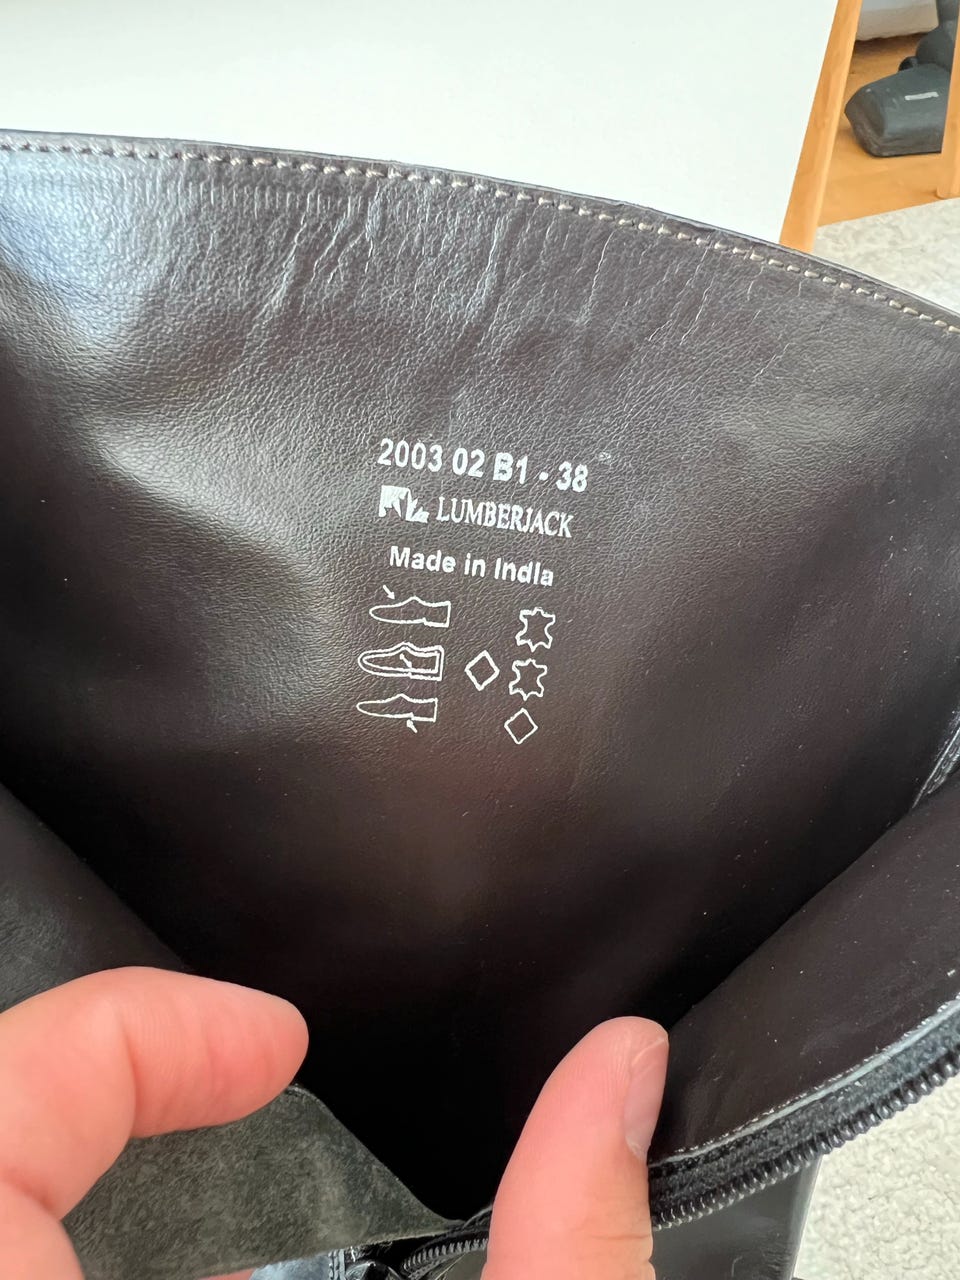 2003 02 B1 - 38
LUMBERJACK
Made in India